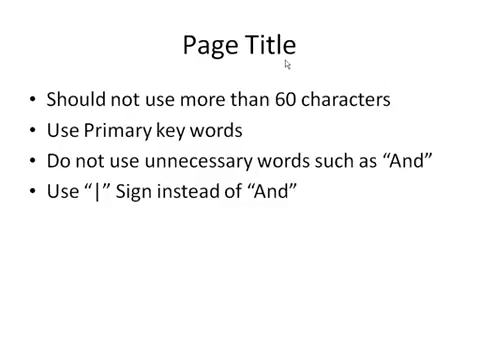 Page Title
• Should not use more than 60 characters
• Use Primary key words
• Do not use unnecessary words such as “And”
• Use “|” Sign instead of “And”